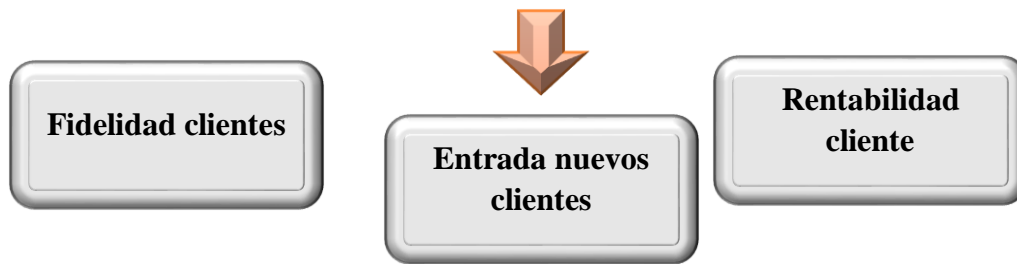 Fidelidad clientes
Entrada nuevos
clientes
Rentabilidad
cliente